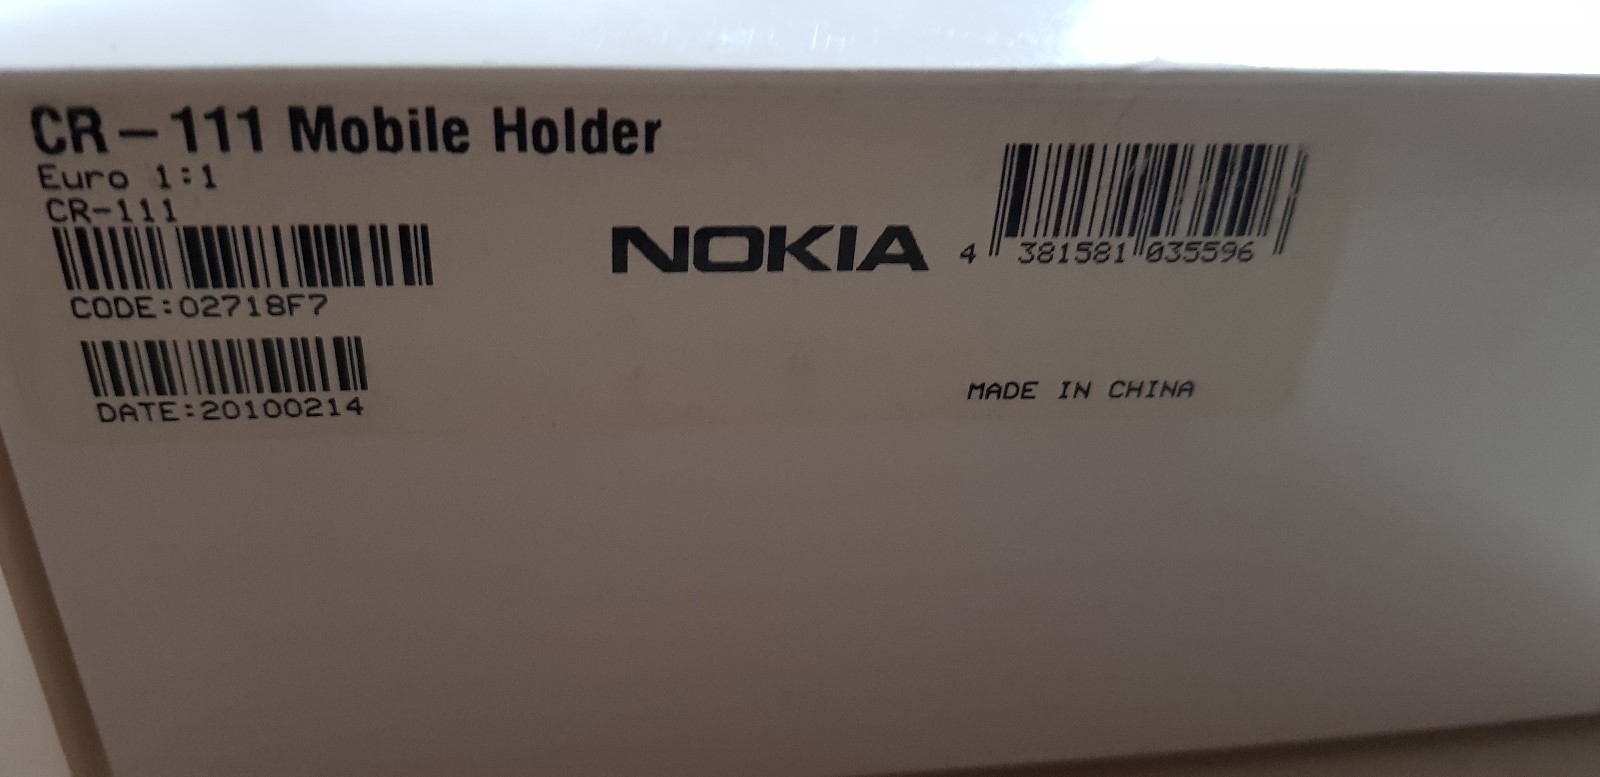 CR-111 Mobile Holder
Euro 1:1
CR-111
CODE:02718F7
DATE:20100214
NOKIA
4 381581 035596
MADE IN CHINA